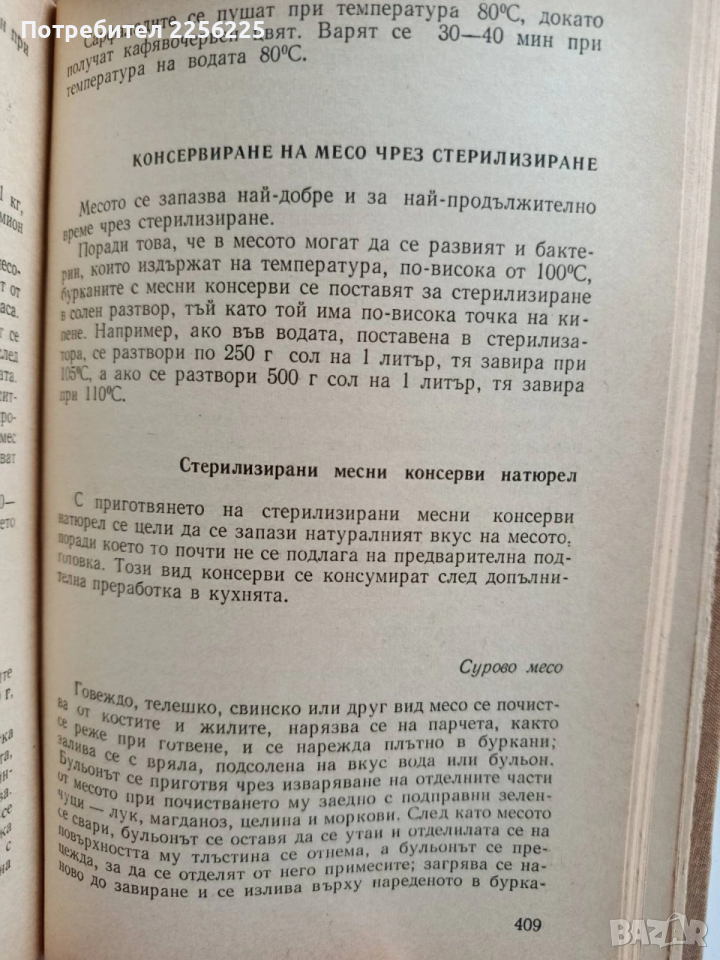 Потребител 2256225
Сардрелите се пушат при температура 80°C, докато
получат кафявочервен цвят. Варят се 30—40 мин при
температура на водата 80°C.
КОНСЕРВИРАНЕ НА МЕСО ЧРЕЗ СТЕРИЛИЗИРАНЕ
Месото се запазва най-добре и за най-продължително
време чрез стерилизиране.
Поради това, че в месото могат да се развият и бакте-
рии, които издържат на температура, по-висока от 100°C,
бурканите с месни консерви се поставят за стерилизиране
в солен разтвор, тъй като той има по-висока точка на ки-
пене. Например, ако във водата, поставена в стерилиза-
тора, се разтвори по 250 г сол на 1 литър, тя завира при
105°C, а ако се разтвори 500 г сол на 1 литър, тя завира
при 110°C.
Стерилизирани месни консерви натюрел
С приготвянето на стерилизирани месни консерви
натюрел се цели да се запази натуралният вкус на месото,
поради което то почти не се подлага на предварителна под-
готовка. Този вид консерви се консумират след допълни-
телна преработка в кухнята.
Сурово месо
Говеждо, телешко, свинско или друг вид месо се почист-
ва от костите и жилите, нарязва се на парчета, както
се реже при готвене, и се нарежда плътно в буркани;
залива се с вряла, подсолена на вкус вода или бульон.
Бульонът се приготвя чрез изваряване на отделните части
от месото при почистването му заедно с подправни зелен-
чуци — лук, магданоз, целина и моркови. След като месото
се свари, бульонът се оставя да се утаи и отделилата се на
повърхността му тлъстина се отнема, а бульонът се пре-
цежда, за да се отделят от него примесите; загрява се на-
ново до завиране и се излива върху нареденото в бурка-
409
BAZAR